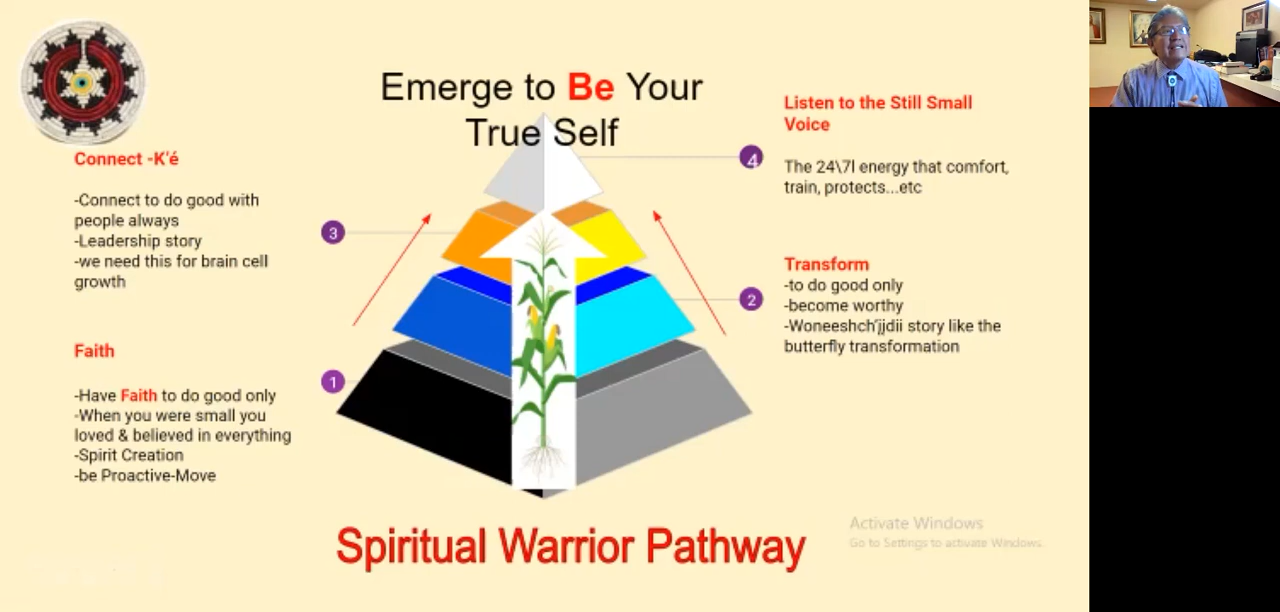 Emerge to Be Your
True Self
Connect -K'é
-Connect to do good with
people always
-Leadership story
-we need this for brain cell
growth
3
Faith
1
-Have Faith to do good only
-When you were small you
loved & believed in everything
-Spirit Creation
-be Proactive-Move
Listen to the Still Small
Voice
4
The 24\7l energy that comfort,
train, protects...etc
Transform
2
-to do good only
-become worthy
-Woneeshch'jjdii story like the
butterfly transformation
Spiritual Warrior Pathway
Activate Windows
Go to Settings to activate Windows.